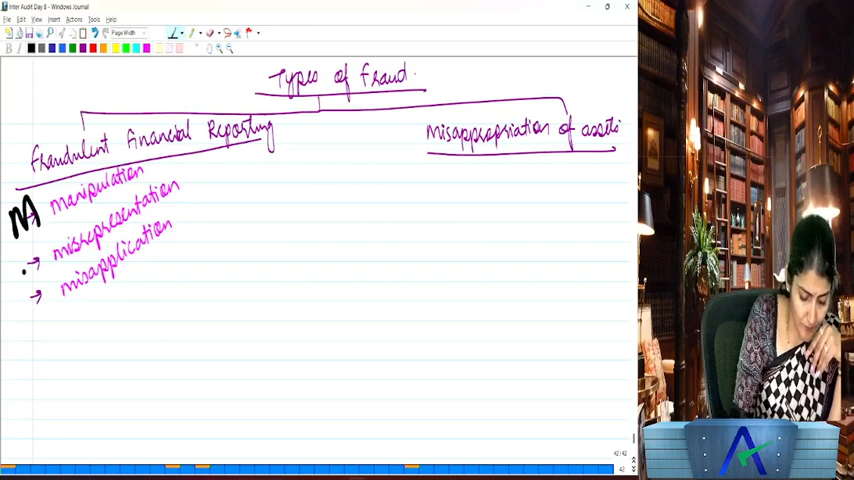 Inter Audit Day 8 - Windows Journal
File Edit View Insert Actions Tools Help
Page Width
Types of fraud.
Fraudulent Financial Reporting
Misappropriation of assets
M
→ Manipulation
→ misrepresentation
→ misapplication
42/42
42